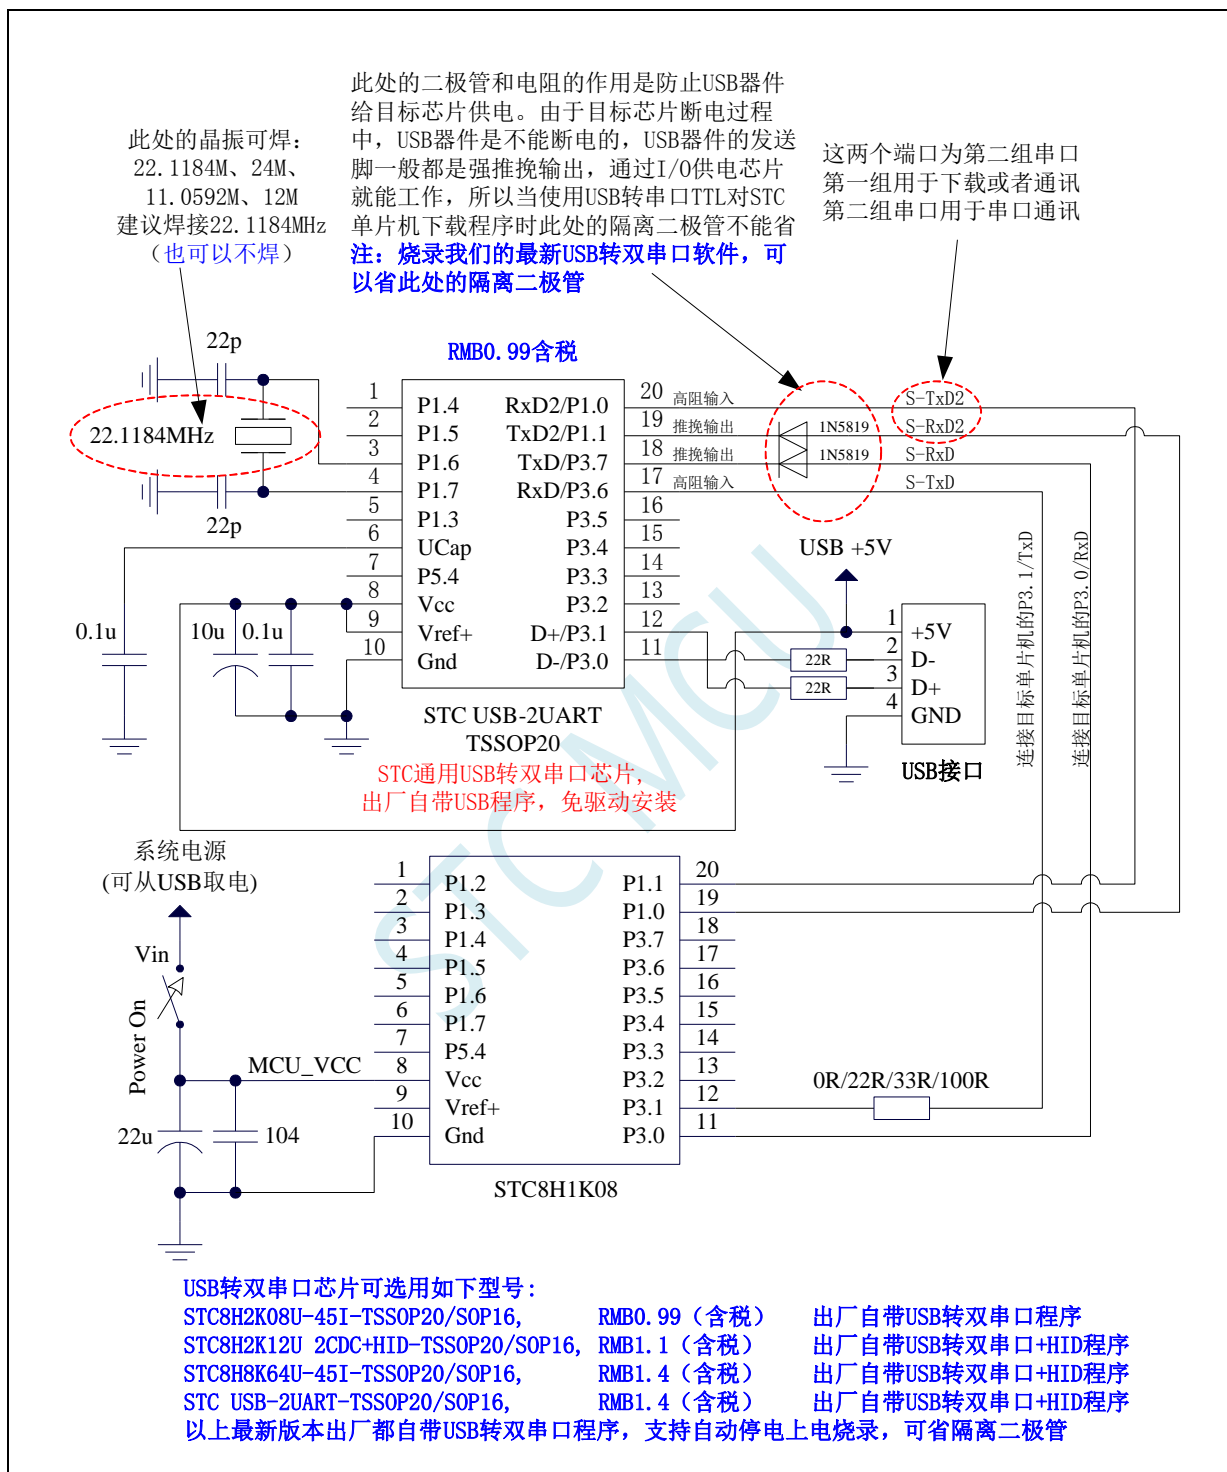 此处的二极管和电阻的作用是防止USB器件
给目标芯片供电。由于目标芯片断电过程
中，USB器件是不能断电的，USB器件的发送
脚一般都是强推挽输出，通过I/O供电芯片
就能工作，所以当使用USB转串口TTL对STC
单片机下载程序时此处的隔离二极管不能省
注：烧录我们的最新USB转双串口软件，可
以省此处的隔离二极管
此处的晶振可焊：
22.1184M、24M、
11.0592M、12M
建议焊接22.1184MHz
（也可以不焊）
这两个端口为第二组串口
第一组用于下载或者通讯
第二组串口用于串口通讯
22p
22.1184MHz
22p
RMB0.99含税
1 P1.4
2 P1.5
3 P1.6
4 P1.7
5 P1.3
6 UCap
7 P5.4
8 Vcc
9 Vref+
10 Gnd
RxD2/P1.0 20 高阻输入 S-TxD2
TxD2/P1.1 19 推挽输出 1N5819 S-RxD2
TxD/P3.7 18 推挽输出 1N5819 S-RxD
RxD/P3.6 17 高阻输入 S-TxD
P3.5 16
P3.4 15
P3.3 14
P3.2 13
D+/P3.1 12
D-/P3.0 11
0.1u
10u
0.1u
STC USB-2UART
TSSOP20
STC通用USB转双串口芯片，
出厂自带USB程序，免驱动安装
USB +5V
22R
22R
1 +5V
2 D-
3 D+
4 GND
USB接口
连接目标单片机的P3.1/TxD
连接目标单片机的P3.0/RxD
STC MCU
系统电源
(可从USB取电)
Vin
Power On
MCU_VCC
22u
104
1 P1.2
2 P1.3
3 P1.4
4 P1.5
5 P1.6
6 P1.7
7 P5.4
8 Vcc
9 Vref+
10 Gnd
P1.1 20
P1.0 19
P3.7 18
P3.6 17
P3.5 16
P3.4 15
P3.3 14
P3.2 13
P3.1 12
P3.0 11
0R/22R/33R/100R
STC8H1K08
USB转双串口芯片可选用如下型号：
STC8H2K08U-45I-TSSOP20/SOP16, RMB0.99（含税） 出厂自带USB转双串口程序
STC8H2K12U 2CDC+HID-TSSOP20/SOP16, RMB1.1（含税） 出厂自带USB转双串口+HID程序
STC8H8K64U-45I-TSSOP20/SOP16, RMB1.4（含税） 出厂自带USB转双串口+HID程序
STC USB-2UART-TSSOP20/SOP16, RMB1.4（含税） 出厂自带USB转双串口+HID程序
以上最新版本出厂都自带USB转双串口程序，支持自动停电上电烧录，可省隔离二极管